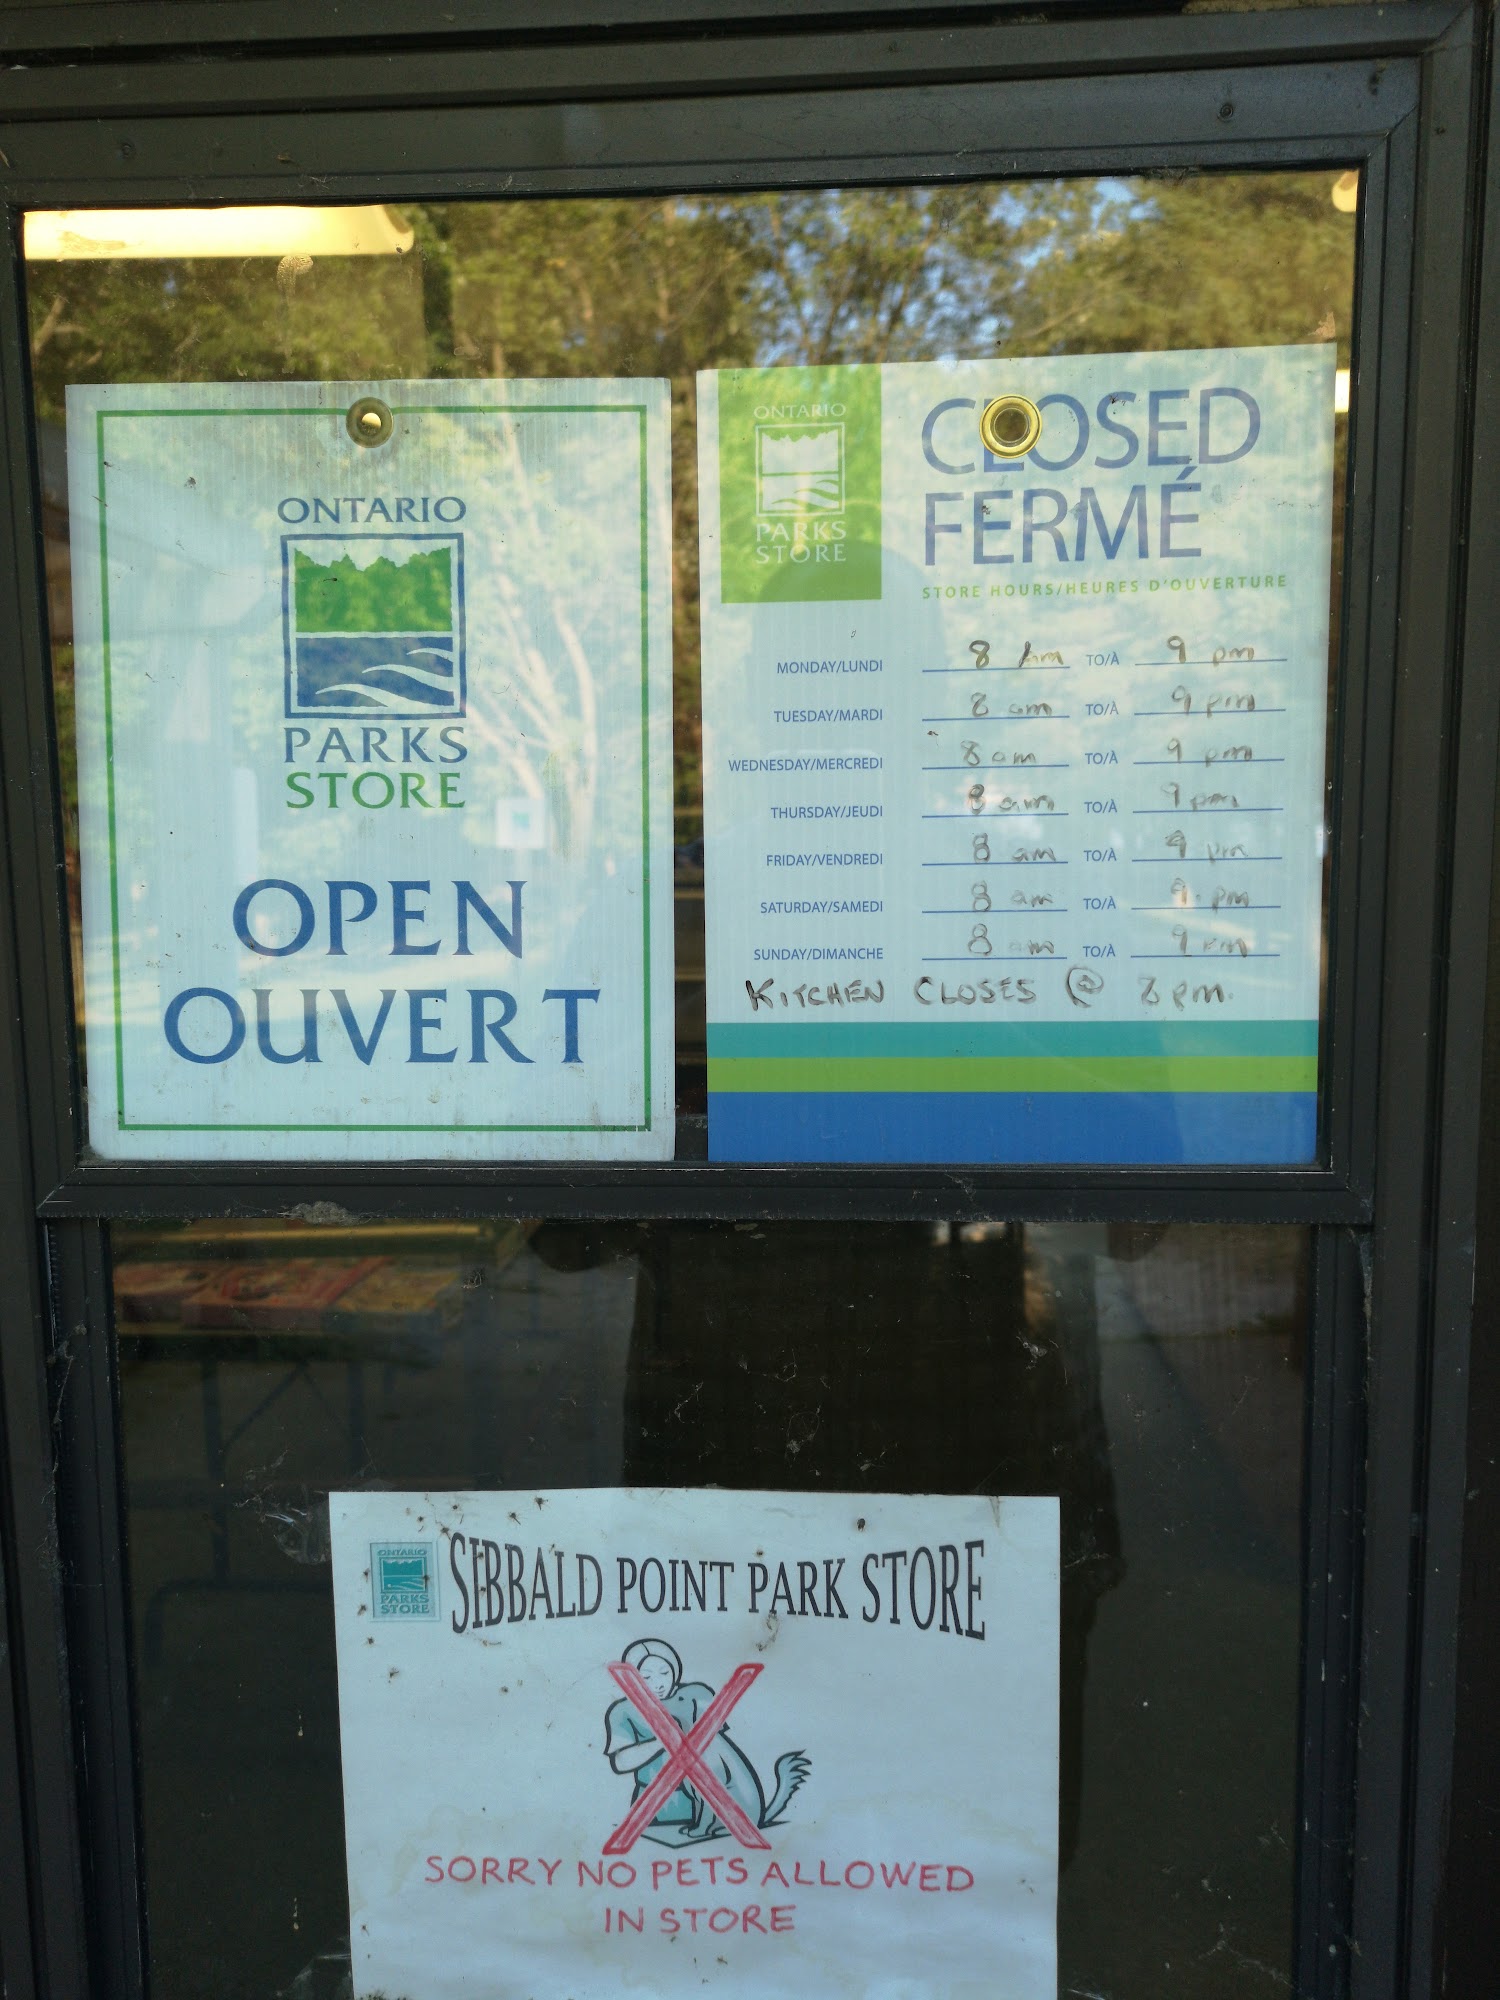 ONTARIO
PARKS
STORE
OPEN
OUVERT
ONTARIO
PARKS
STORE
CLOSED
FERMÉ
STORE HOURS/HEURES D'OUVERTURE
MONDAY/LUNDI 8 Am TO/À 9 pm
TUESDAY/MARDI 8 am TO/À 9 pm
WEDNESDAY/MERCREDI 8 am TO/À 9 pm
THURSDAY/JEUDI 8 am TO/À 9 pm
FRIDAY/VENDREDI 8 am TO/À 9 pm
SATURDAY/SAMEDI 8 am TO/À 9 pm
SUNDAY/DIMANCHE 8 am TO/À 9 pm
KITCHEN CLOSES @ 8 pm.
ONTARIO
PARKS
STORE
SIBBALD POINT PARK STORE
SORRY NO PETS ALLOWED
IN STORE